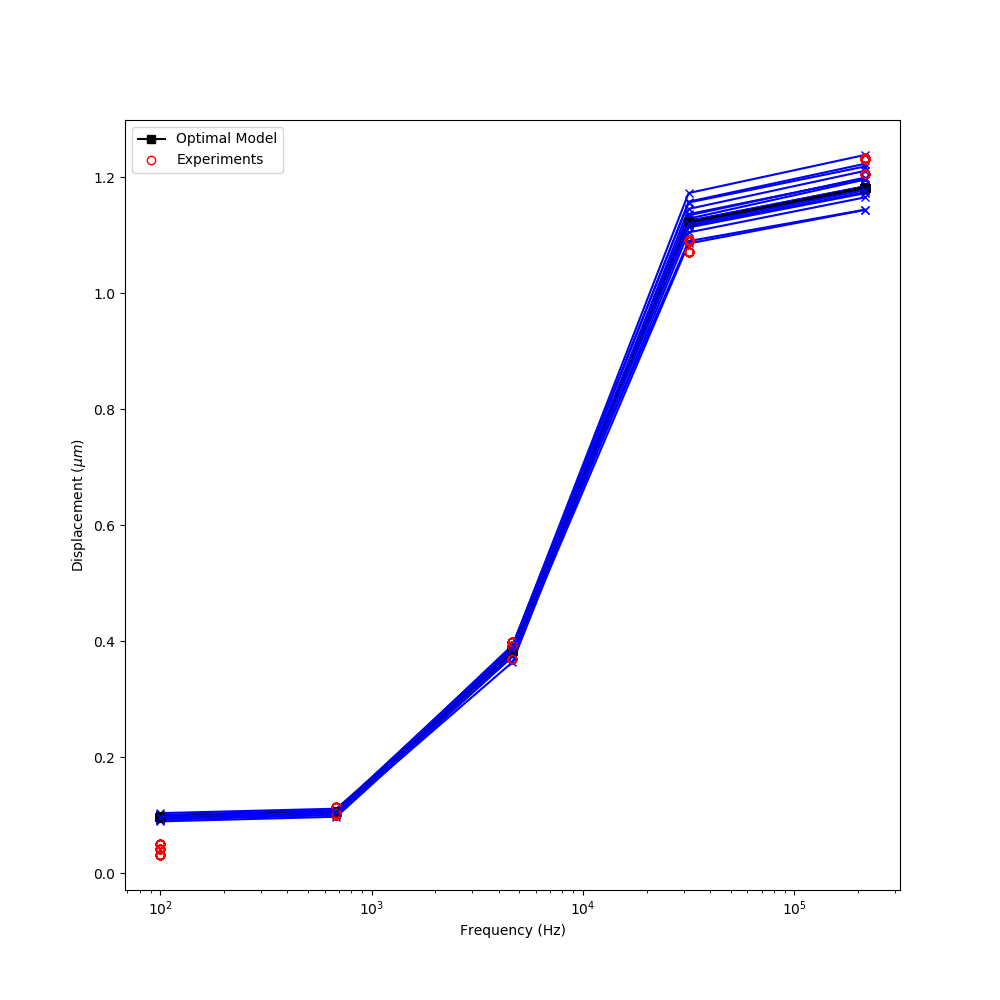 Optimal Model
Experiments
1.2
1.0
0.8
0.6
0.4
0.2
0.0
Displacement (μm)
10²
10³
10⁴
10⁵
Frequency (Hz)